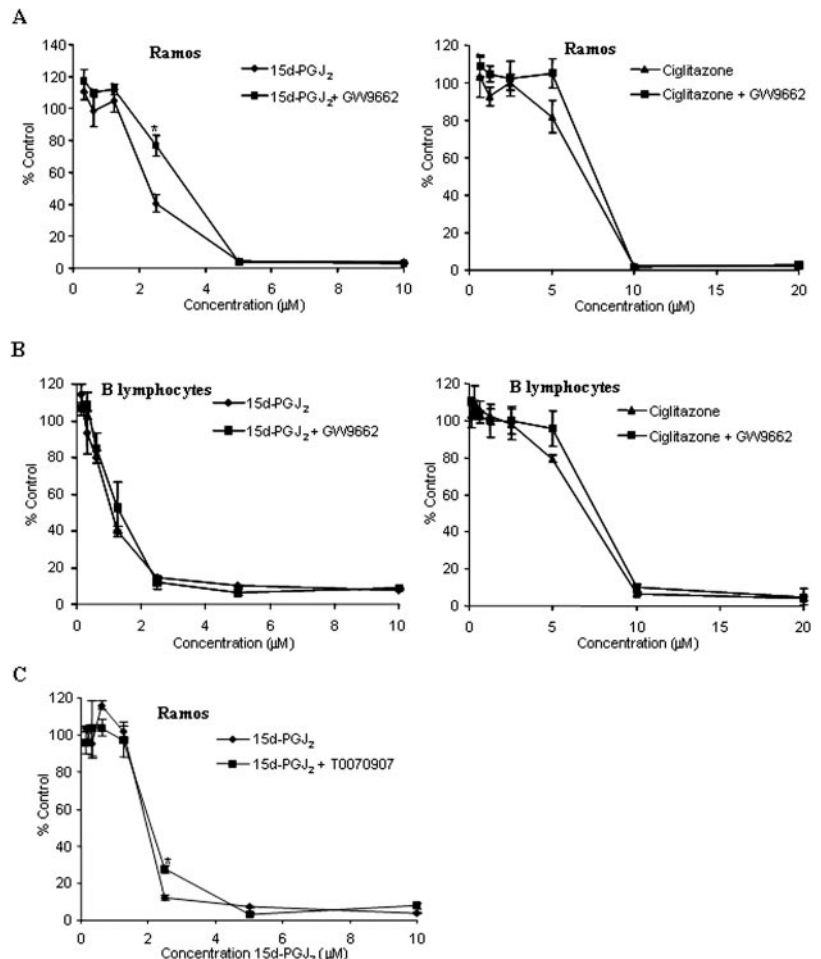 A
Ramos
15d-PGJ₂
15d-PGJ₂+ GW9662
*
% Control
140
120
100
80
60
40
20
0
0 2 4 6 8 10
Concentration (µM)
Ramos
Ciglitazone
Ciglitazone + GW9662
% Control
120
100
80
60
40
20
0
0 5 10 15 20
Concentration (µM)
B
B lymphocytes
15d-PGJ₂
15d-PGJ₂ + GW9662
% Control
120
100
80
60
40
20
0
0 2 4 6 8 10
Concentration (µM)
B lymphocytes
Ciglitazone
Ciglitazone + GW9662
% Control
120
100
80
60
40
20
0
0 5 10 15 20
Concentration (µM)
C
Ramos
15d-PGJ₂
15d-PGJ₂ + T0070907
*
% Control
120
100
80
60
40
20
0
0 2 4 6 8 10
Concentration 15d-PGJ₂ (µM)